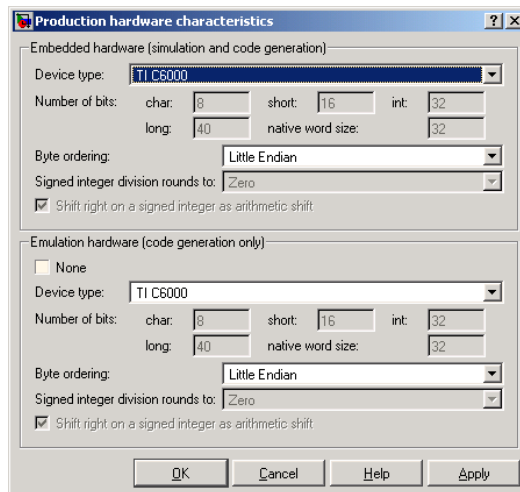 Production hardware characteristics
Embedded hardware (simulation and code generation)
Device type: TI C6000
Number of bits: char: 8 short: 16 int: 32
long: 40 native word size: 32
Byte ordering: Little Endian
Signed integer division rounds to: Zero
Shift right on a signed integer as arithmetic shift
Emulation hardware (code generation only)
None
Device type: TI C6000
Number of bits: char: 8 short: 16 int: 32
long: 40 native word size: 32
Byte ordering: Little Endian
Signed integer division rounds to: Zero
Shift right on a signed integer as arithmetic shift
OK Cancel Help Apply